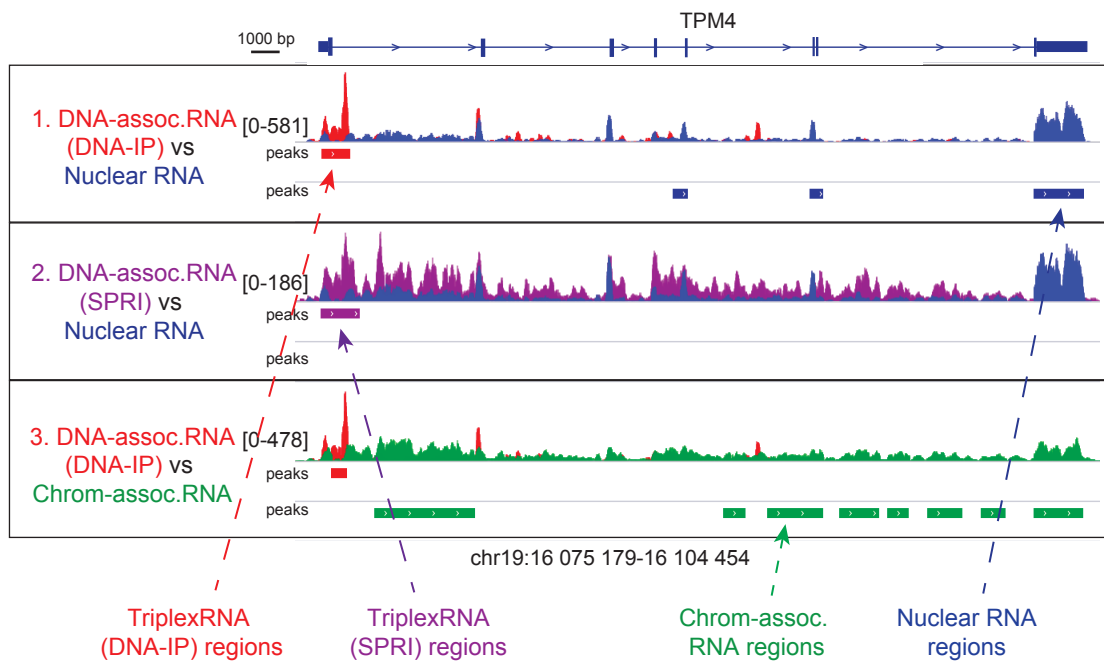 TPM4
1000 bp
1. DNA-assoc.RNA
(DNA-IP) vs
Nuclear RNA
[0-581]
peaks
peaks
2. DNA-assoc.RNA
(SPRI) vs
Nuclear RNA
[0-186]
peaks
peaks
3. DNA-assoc.RNA
(DNA-IP) vs
Chrom-assoc.RNA
[0-478]
peaks
peaks
chr19:16 075 179-16 104 454
TriplexRNA
(DNA-IP) regions
TriplexRNA
(SPRI) regions
Chrom-assoc.
RNA regions
Nuclear RNA
regions